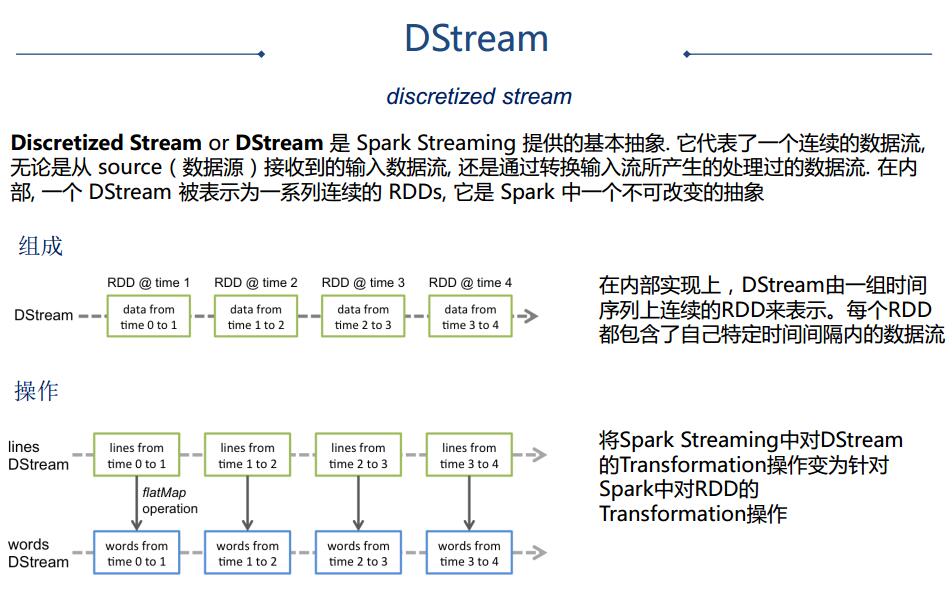 DStream
discretized stream
Discretized Stream or DStream 是 Spark Streaming 提供的基本抽象. 它代表了一个连续的数据流,
无论是从 source（数据源）接收到的输入数据流, 还是通过转换输入流所产生的处理过的数据流. 在内
部, 一个 DStream 被表示为一系列连续的 RDDs, 它是 Spark 中一个不可改变的抽象
组成
RDD @ time 1 RDD @ time 2 RDD @ time 3 RDD @ time 4
DStream
data from
time 0 to 1
data from
time 1 to 2
data from
time 2 to 3
data from
time 3 to 4
在内部实现上，DStream由一组时间
序列上连续的RDD来表示。每个RDD
都包含了自己特定时间间隔内的数据流
操作
lines
DStream
lines from
time 0 to 1
lines from
time 1 to 2
lines from
time 2 to 3
lines from
time 3 to 4
flatMap
operation
words
DStream
words from
time 0 to 1
words from
time 1 to 2
words from
time 2 to 3
words from
time 3 to 4
将Spark Streaming中对DStream
的Transformation操作变为针对
Spark中对RDD的
Transformation操作